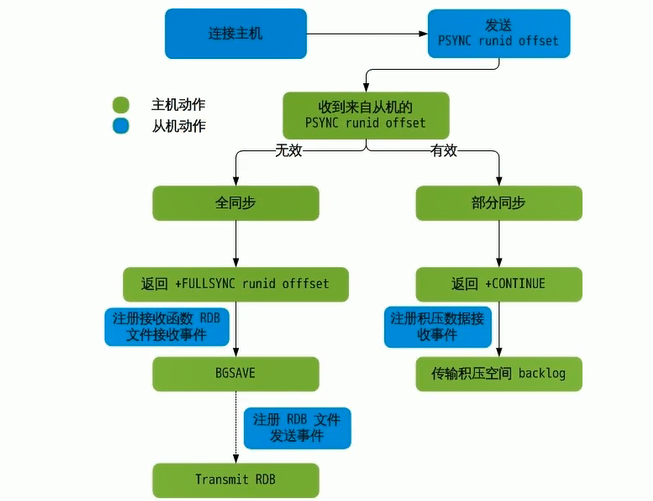 连接主机
发送
PSYNC runid offset
主机动作
从机动作
收到来自从机的
PSYNC runid offset
无效
有效
全同步
部分同步
返回 +FULLSYNC runid offfset
返回 +CONTINUE
注册接收函数 RDB
文件接收事件
注册积压数据接
收事件
BGSAVE
传输积压空间 backlog
注册 RDB 文件
发送事件
Transmit RDB